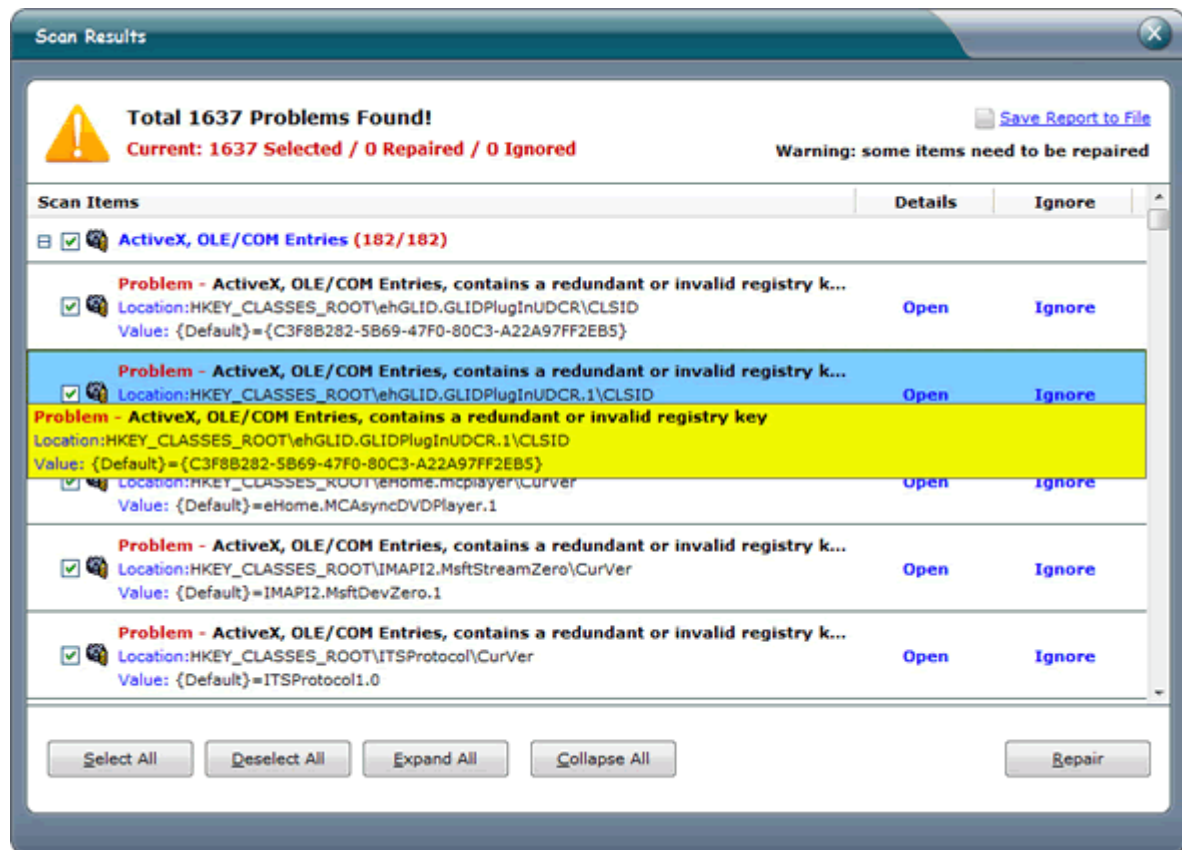 Scan Results
Total 1637 Problems Found!
Save Report to File
Current: 1637 Selected / 0 Repaired / 0 Ignored
Warning: some items need to be repaired
Scan Items Details Ignore
ActiveX, OLE/COM Entries (182/182)
Problem - ActiveX, OLE/COM Entries, contains a redundant or invalid registry k...
Location:HKEY_CLASSES_ROOT\ehGLID.GLIDPlugInUDCR\CLSID
Open Ignore
Value: {Default}={C3F8B282-5B69-47F0-80C3-A22A97FF2EB5}
Problem - ActiveX, OLE/COM Entries, contains a redundant or invalid registry k...
Location:HKEY_CLASSES_ROOT\ehGLID.GLIDPlugInUDCR.1\CLSID
Open Ignore
Problem - ActiveX, OLE/COM Entries, contains a redundant or invalid registry key
Location:HKEY_CLASSES_ROOT\ehGLID.GLIDPlugInUDCR.1\CLSID
Value: {Default}={C3F8B282-5B69-47F0-80C3-A22A97FF2EB5}
Location:HKEY_CLASSES_ROOT\eHome.mcplayer\CurVer
Open Ignore
Value: {Default}=eHome.MCAsyncDVDPlayer.1
Problem - ActiveX, OLE/COM Entries, contains a redundant or invalid registry k...
Location:HKEY_CLASSES_ROOT\IMAPI2.MsftStreamZero\CurVer
Open Ignore
Value: {Default}=IMAPI2.MsftDevZero.1
Problem - ActiveX, OLE/COM Entries, contains a redundant or invalid registry k...
Location:HKEY_CLASSES_ROOT\ITSProtocol\CurVer
Open Ignore
Value: {Default}=ITSProtocol1.0
Select All Deselect All Expand All Collapse All Repair